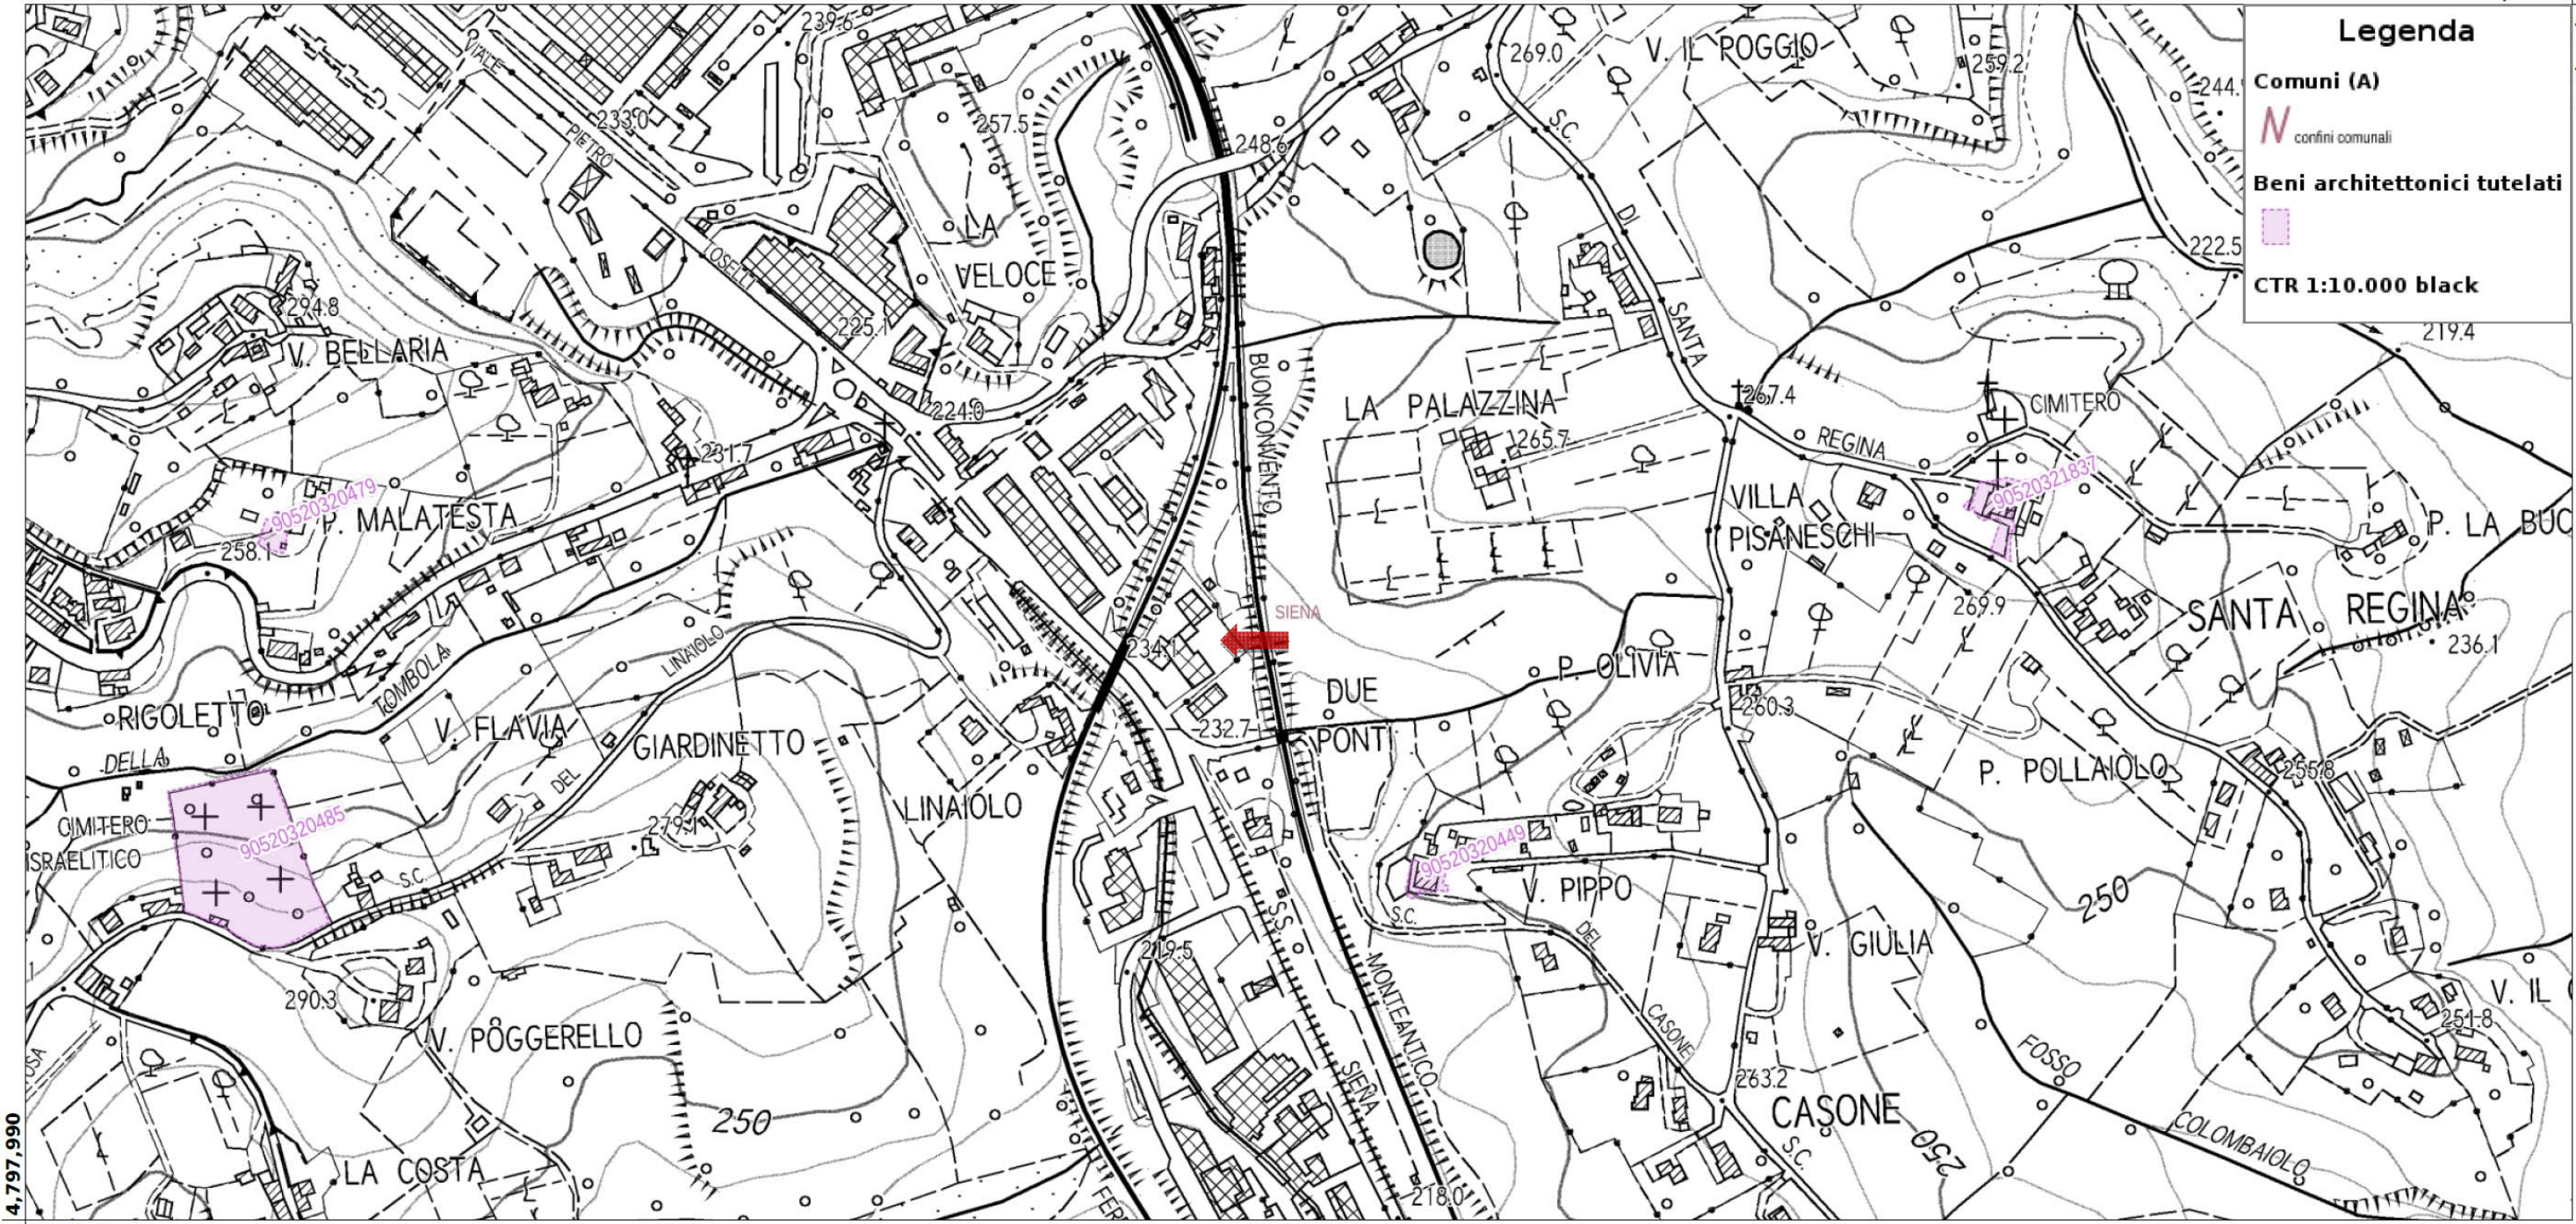 Legenda
Comuni (A)
N
confini comunali
Beni architettonici tutelati
CTR 1:10.000 black
239.6
VIALE
PIETRO
TOSELLI
233.0
257.5
LA
VELOCE
225.1
224.0
248.6
269.0
S.C.
DI
SANTA
REGINA
V. IL POGGIO
259.2
244.
222.5
219.4
294.8
V. BELLARIA
231.7
90520320479
P. MALATESTA
258.1
BUONCONVENTO
LA PALAZZINA
265.7
267.4
CIMITERO
90520321837
VILLA
PISANESCHI
P. LA BUC
269.9
SANTA REGINA
236.1
SIENA
234.1
DUE
PONTI
232.7
P. OLIVIA
260.3
P. POLLAIOLO
255.8
RIGOLETTO
DELLA
TOMBOLA
LINAIOLO
DEL
S.C.
V. FLAVIA
GIARDINETTO
LINAIOLO
279.1
CIMITERO
ISRAELITICO
90520320485
290.3
V. POGGERELLO
250
LA COSTA
219.5
S.S.
SIENA
MONTEANTICO
218.0
90520320449
V. PIPPO
S.C.
DEL
CASONE
V. GIULIA
263.2
CASONE
S.C.
250
250
FOSSO
COLOMBAIOLO
V. IL
251.8
4,797,990